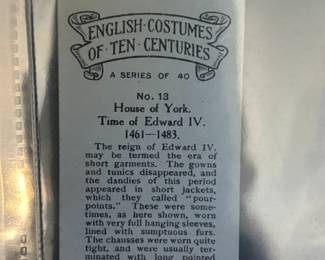 ENGLISH·COSTUMES
OF·TEN·CENTURIES
A SERIES OF 40
No. 13
House of York.
Time of Edward IV.
1461—1483.
The reign of Edward IV.
may be termed the era of
short garments. The gowns
and tunics disappeared, and
the dandies of this period
appeared in short jackets,
which they called "pour-
points." These were some-
times, as here shown, worn
with very full hanging sleeves,
lined with sumptuous furs.
The chausses were worn quite
tight, and were usually ter-
minated with long pointed